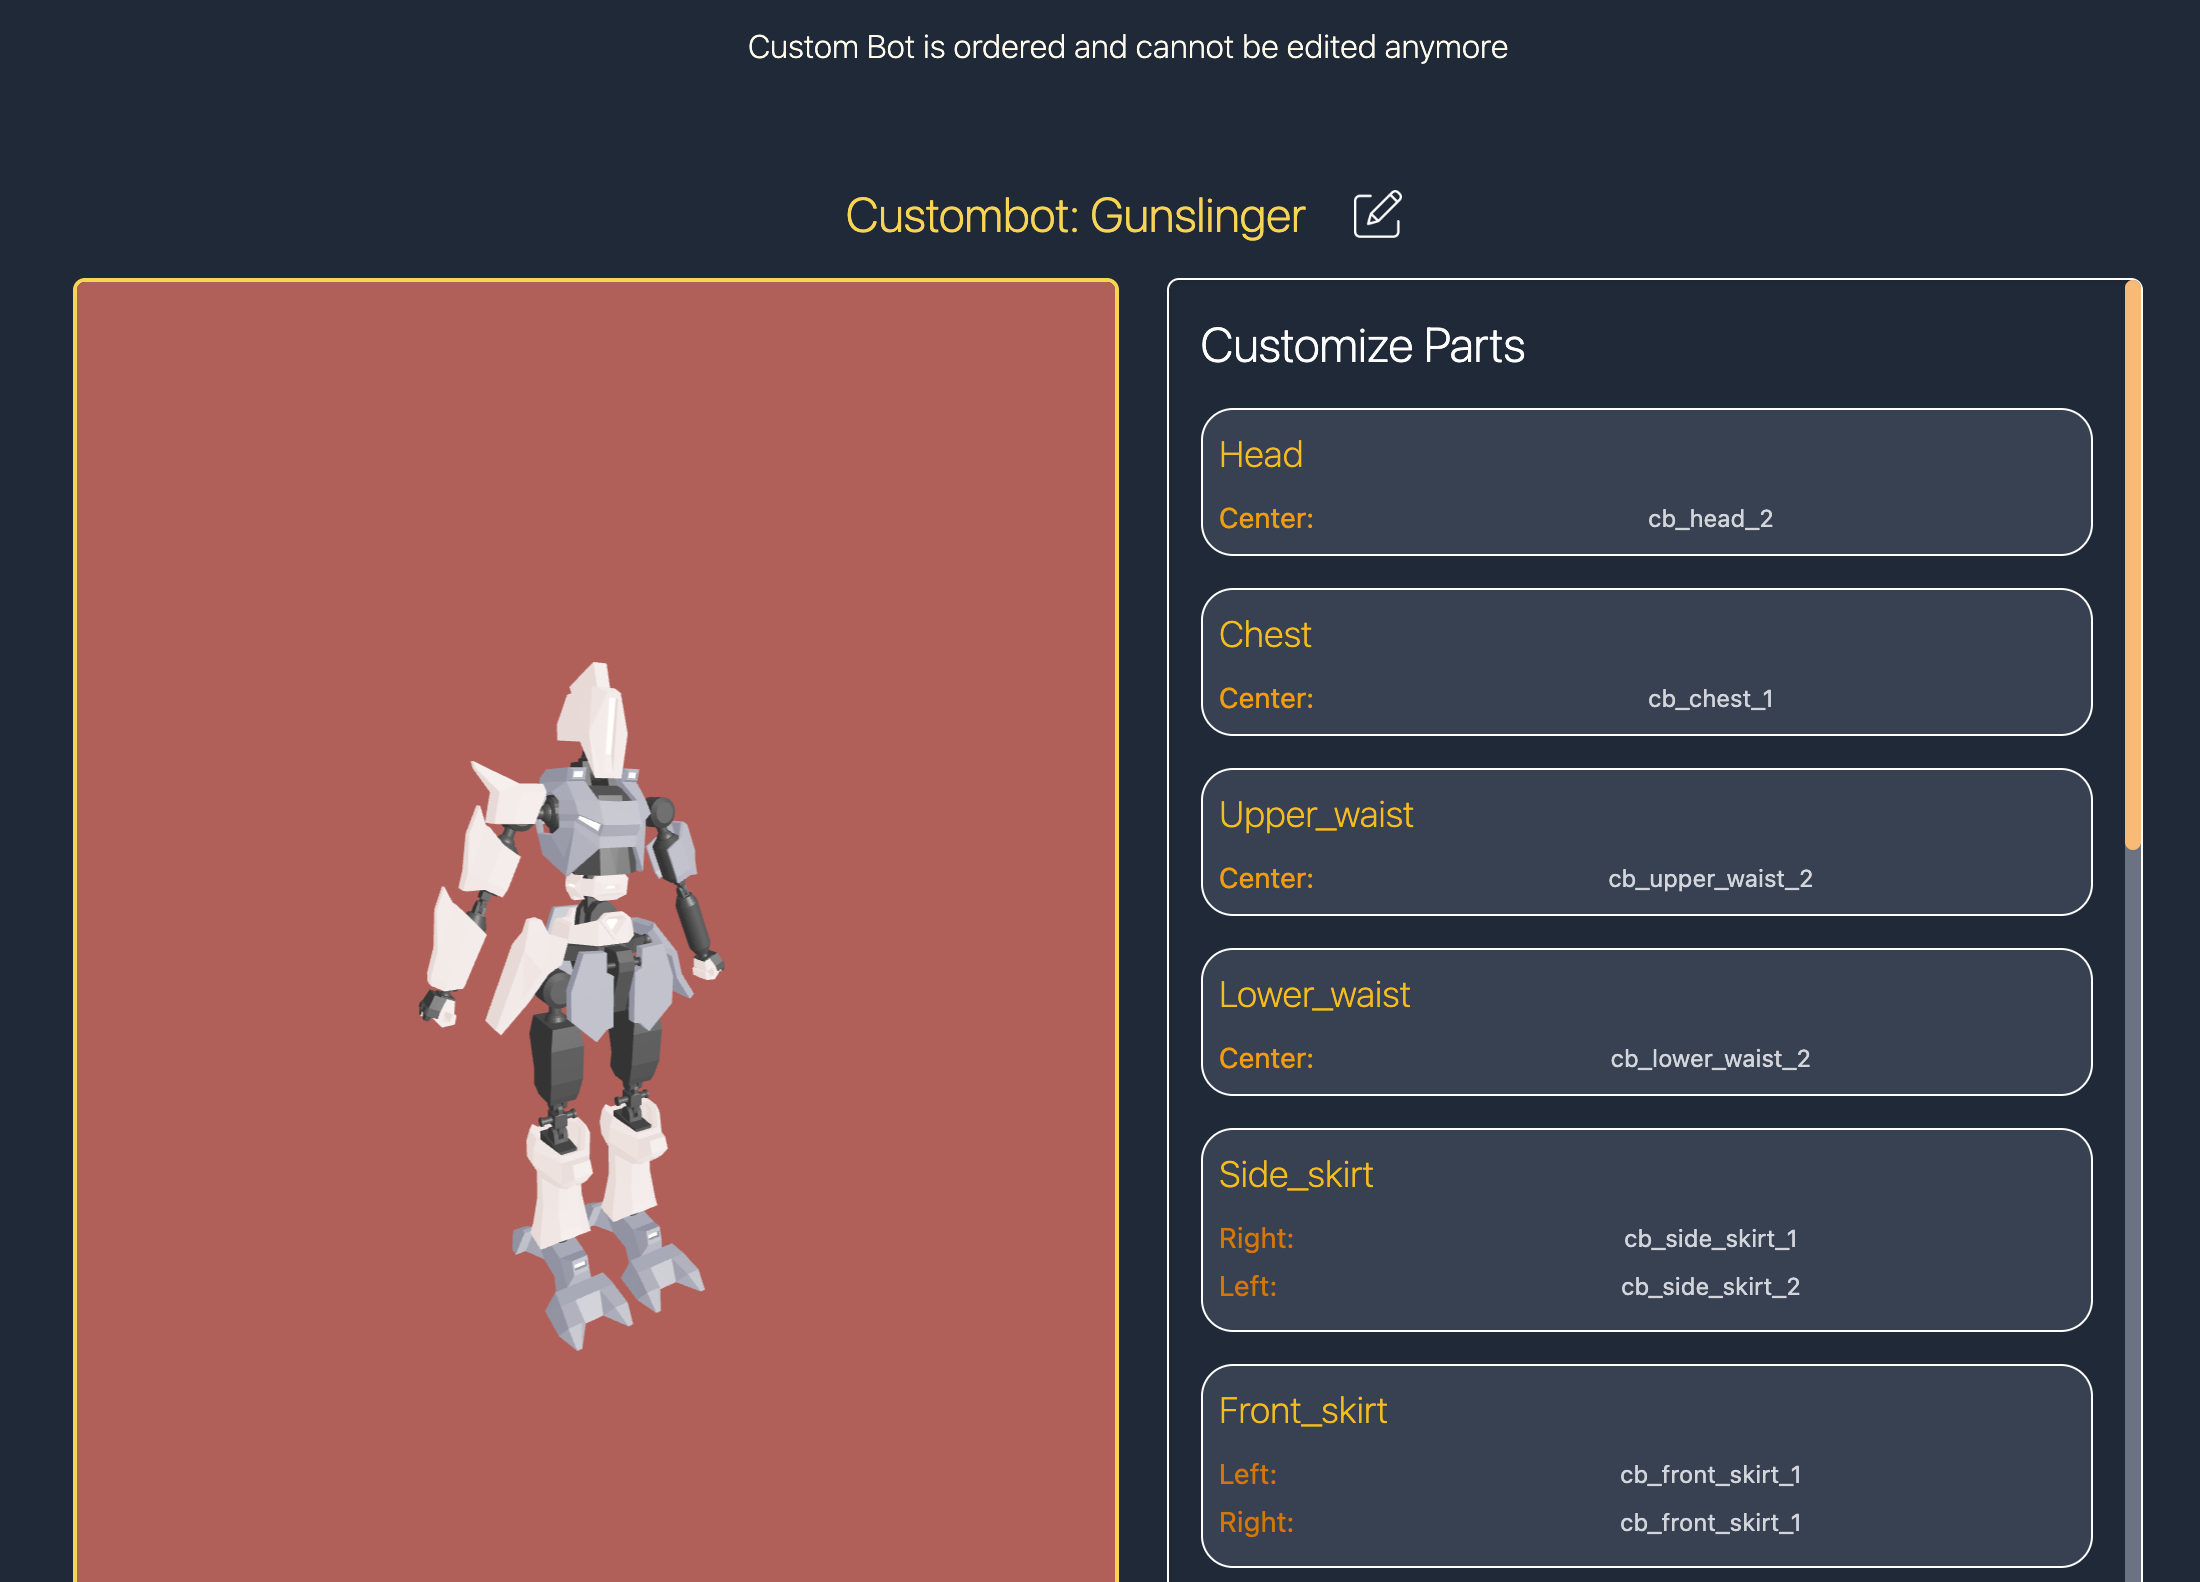 Custom Bot is ordered and cannot be edited anymore
Custombot: Gunslinger
Customize Parts
Head
Center: cb_head_2
Chest
Center: cb_chest_1
Upper_waist
Center: cb_upper_waist_2
Lower_waist
Center: cb_lower_waist_2
Side_skirt
Right: cb_side_skirt_1
Left: cb_side_skirt_2
Front_skirt
Left: cb_front_skirt_1
Right: cb_front_skirt_1